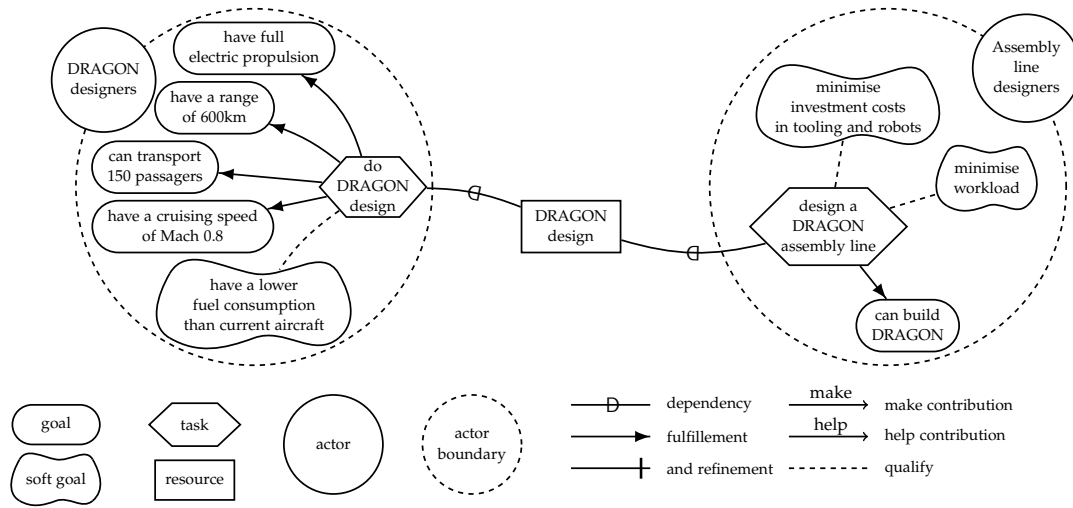 DRAGON
designers
have full
electric propulsion
have a range
of 600km
can transport
150 passagers
have a cruising speed
of Mach 0.8
have a lower
fuel consumption
than current aircraft
do
DRAGON
design
D
DRAGON
design
D
Assembly
line
designers
minimise
investment costs
in tooling and robots
minimise
workload
design a
DRAGON
assembly line
can build
DRAGON
goal
soft goal
task
resource
actor
actor
boundary
D
dependency
fulfillment
and refinement
make
make contribution
help
help contribution
qualify